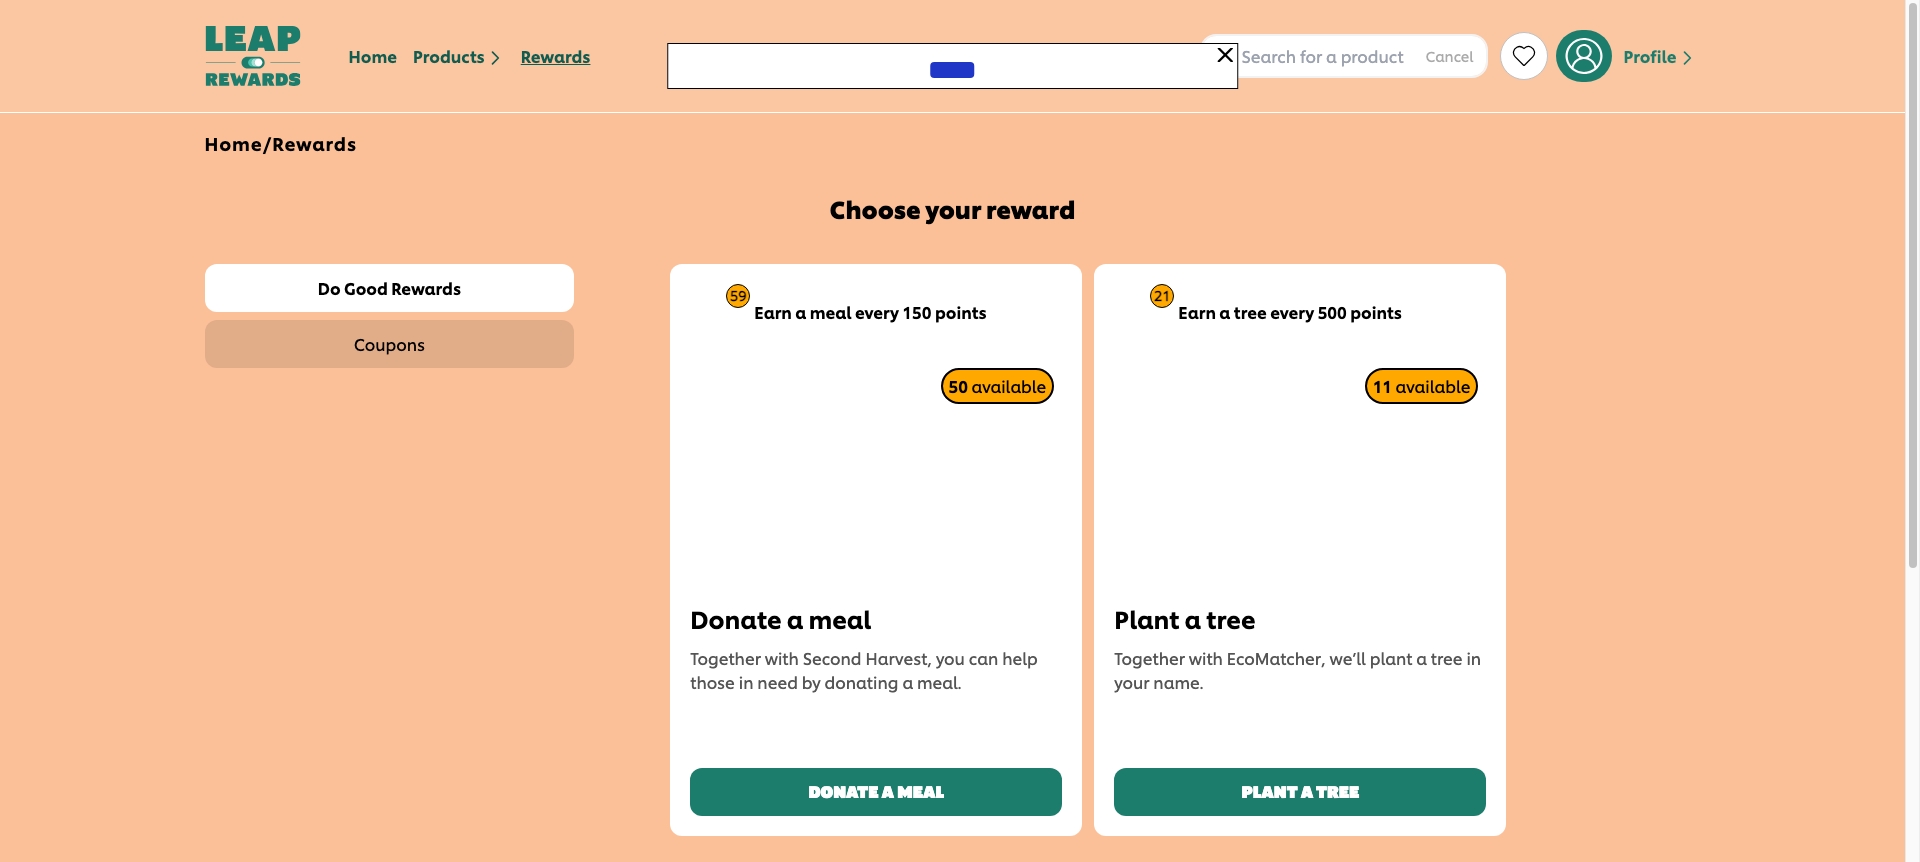 LEAP
REWARDS
Home
Products
Rewards
Search for a product
Cancel
Profile
Home/Rewards
Choose your reward
Do Good Rewards
Coupons
59
Earn a meal every 150 points
50 available
Donate a meal
Together with Second Harvest, you can help
those in need by donating a meal.
DONATE A MEAL
21
Earn a tree every 500 points
11 available
Plant a tree
Together with EcoMatcher, we’ll plant a tree in
your name.
PLANT A TREE